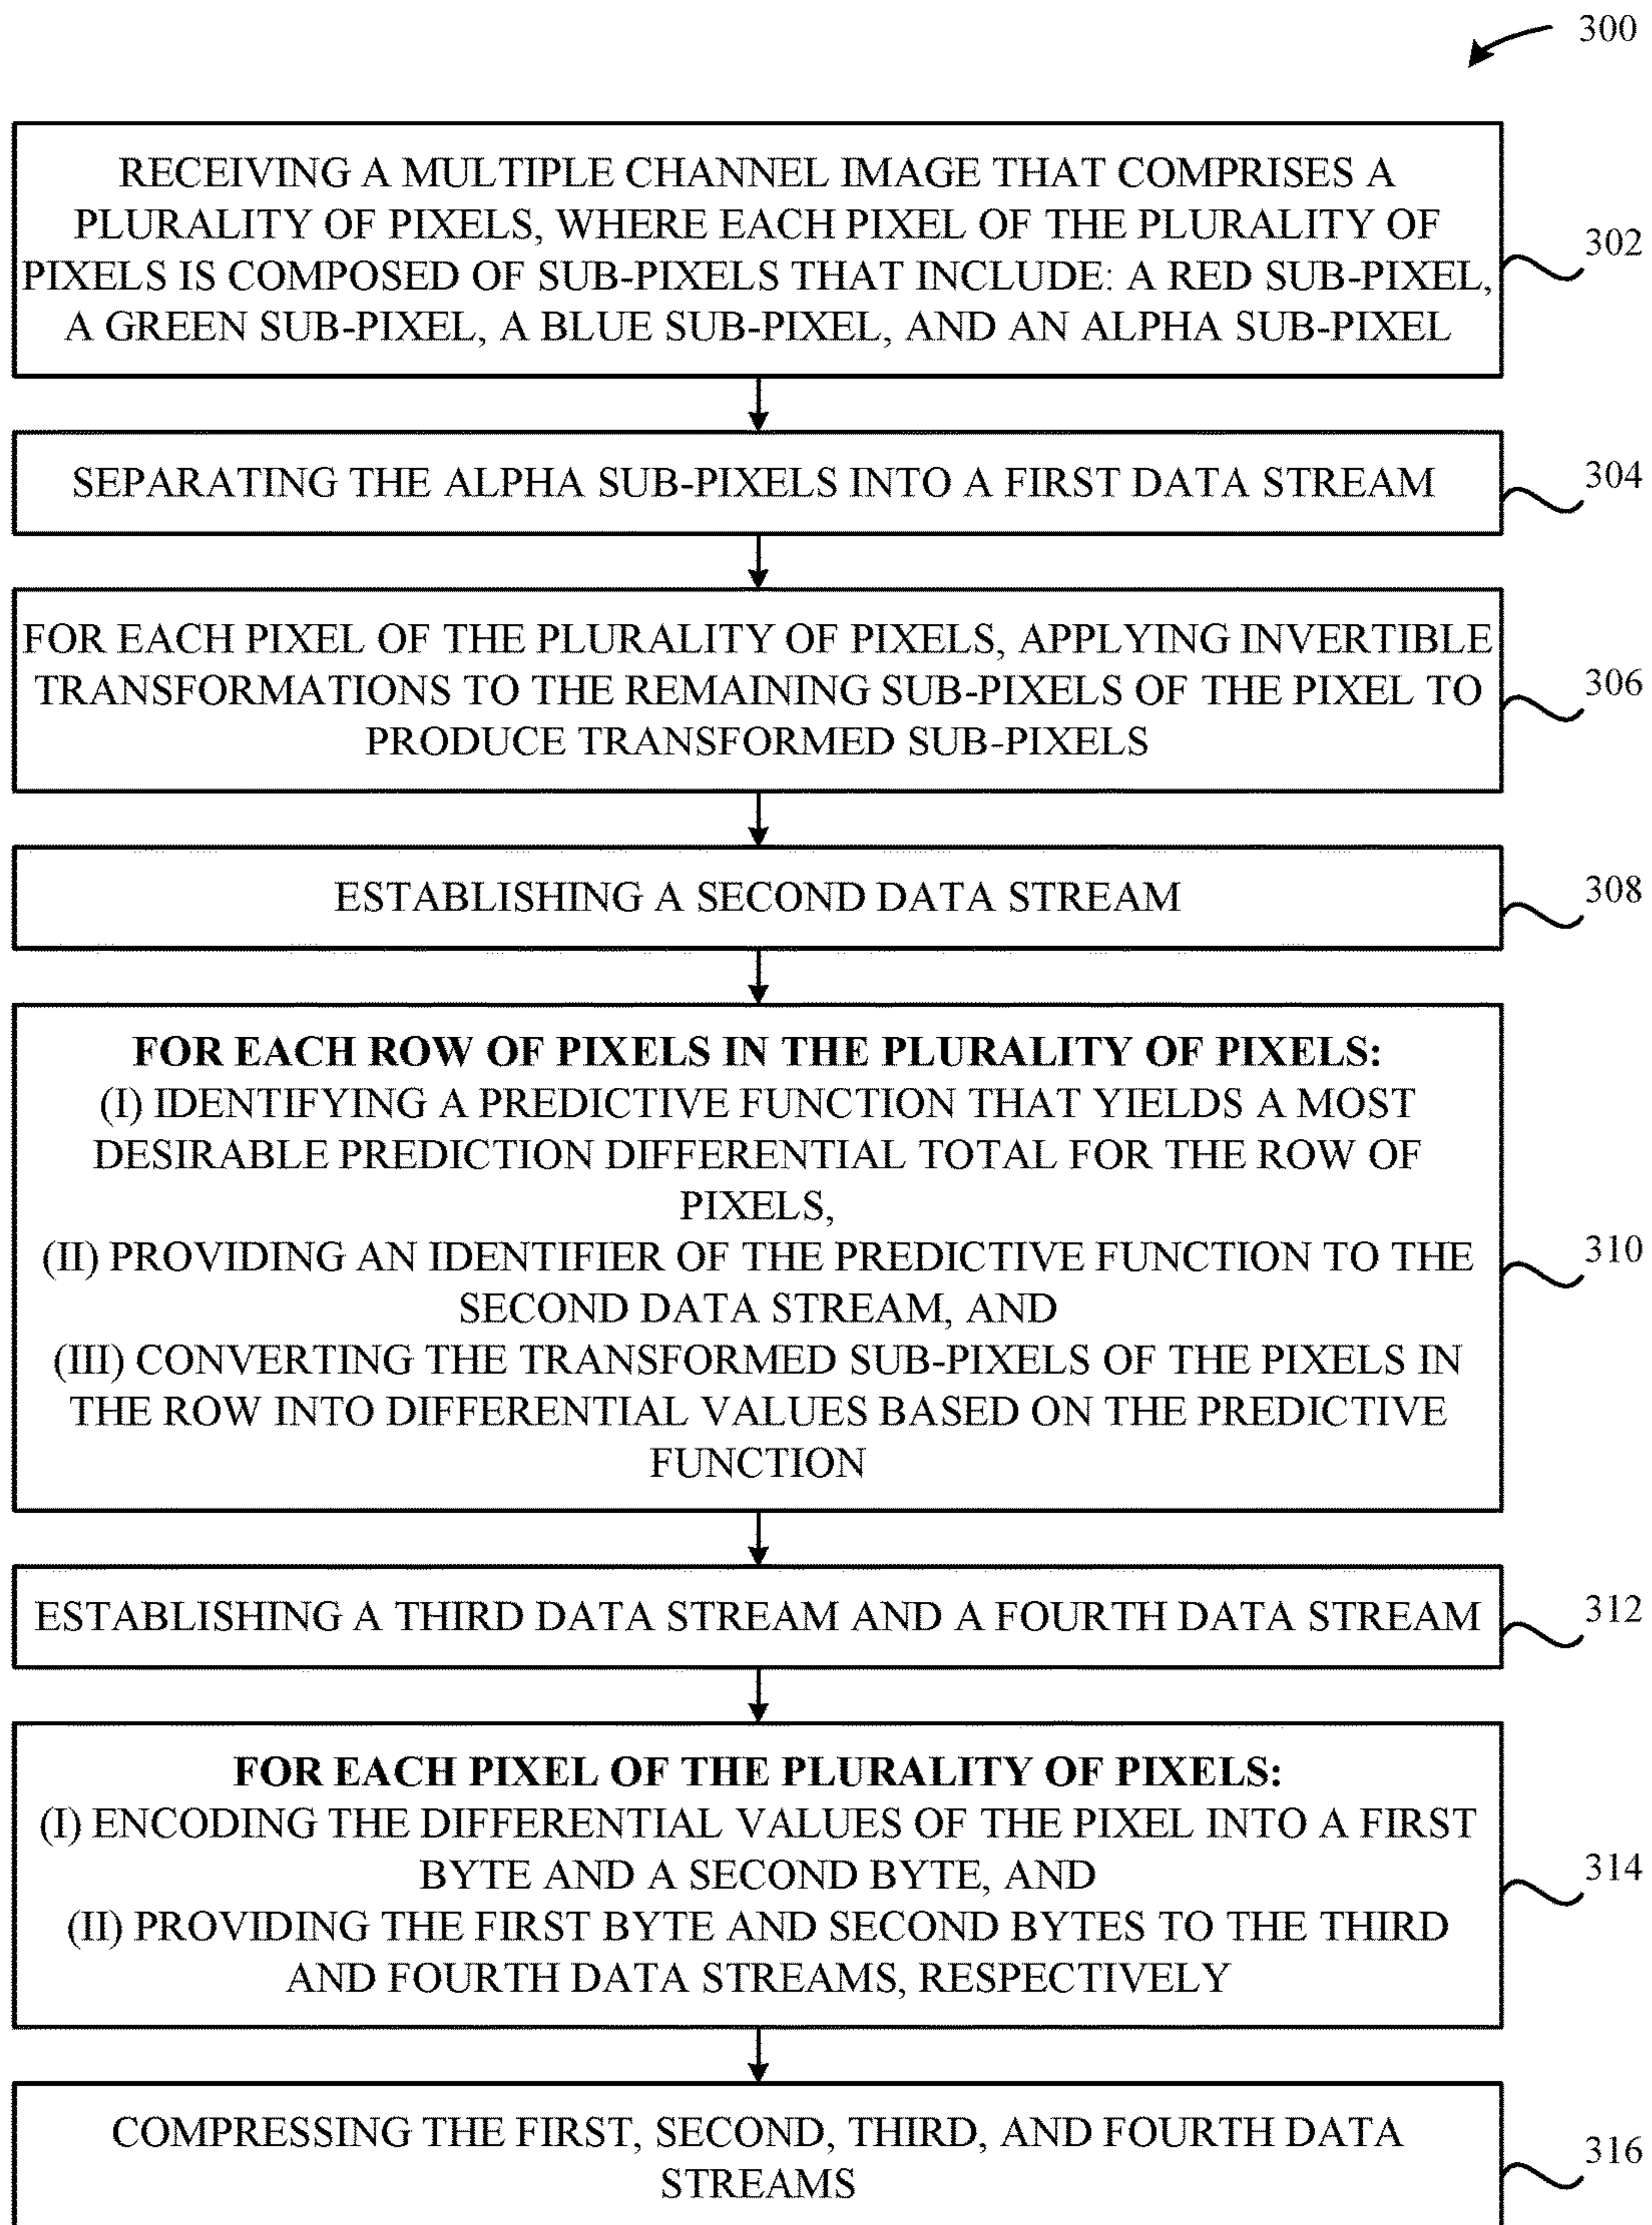 300
RECEIVING A MULTIPLE CHANNEL IMAGE THAT COMPRISES A
PLURALITY OF PIXELS, WHERE EACH PIXEL OF THE PLURALITY OF
PIXELS IS COMPOSED OF SUB-PIXELS THAT INCLUDE: A RED SUB-PIXEL,
A GREEN SUB-PIXEL, A BLUE SUB-PIXEL, AND AN ALPHA SUB-PIXEL
302
SEPARATING THE ALPHA SUB-PIXELS INTO A FIRST DATA STREAM
304
FOR EACH PIXEL OF THE PLURALITY OF PIXELS, APPLYING INVERTIBLE
TRANSFORMATIONS TO THE REMAINING SUB-PIXELS OF THE PIXEL TO
PRODUCE TRANSFORMED SUB-PIXELS
306
ESTABLISHING A SECOND DATA STREAM
308
FOR EACH ROW OF PIXELS IN THE PLURALITY OF PIXELS:
(I) IDENTIFYING A PREDICTIVE FUNCTION THAT YIELDS A MOST
DESIRABLE PREDICTION DIFFERENTIAL TOTAL FOR THE ROW OF
PIXELS,
(II) PROVIDING AN IDENTIFIER OF THE PREDICTIVE FUNCTION TO THE
SECOND DATA STREAM, AND
(III) CONVERTING THE TRANSFORMED SUB-PIXELS OF THE PIXELS IN
THE ROW INTO DIFFERENTIAL VALUES BASED ON THE PREDICTIVE
FUNCTION
310
ESTABLISHING A THIRD DATA STREAM AND A FOURTH DATA STREAM
312
FOR EACH PIXEL OF THE PLURALITY OF PIXELS:
(I) ENCODING THE DIFFERENTIAL VALUES OF THE PIXEL INTO A FIRST
BYTE AND A SECOND BYTE, AND
(II) PROVIDING THE FIRST BYTE AND SECOND BYTES TO THE THIRD
AND FOURTH DATA STREAMS, RESPECTIVELY
314
COMPRESSING THE FIRST, SECOND, THIRD, AND FOURTH DATA
STREAMS
316